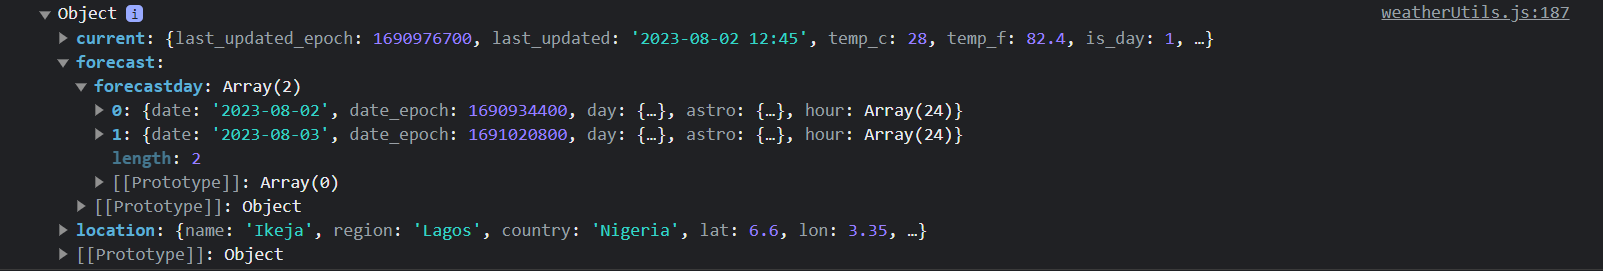 ▼ Object i weatherUtils.js:187
▶ current: {last_updated_epoch: 1690976700, last_updated: '2023-08-02 12:45', temp_c: 28, temp_f: 82.4, is_day: 1, …}
▼ forecast:
▼ forecastday: Array(2)
▶ 0: {date: '2023-08-02', date_epoch: 1690934400, day: {…}, astro: {…}, hour: Array(24)}
▶ 1: {date: '2023-08-03', date_epoch: 1691020800, day: {…}, astro: {…}, hour: Array(24)}
length: 2
▶ [[Prototype]]: Array(0)
▶ [[Prototype]]: Object
▶ location: {name: 'Ikeja', region: 'Lagos', country: 'Nigeria', lat: 6.6, lon: 3.35, …}
▶ [[Prototype]]: Object